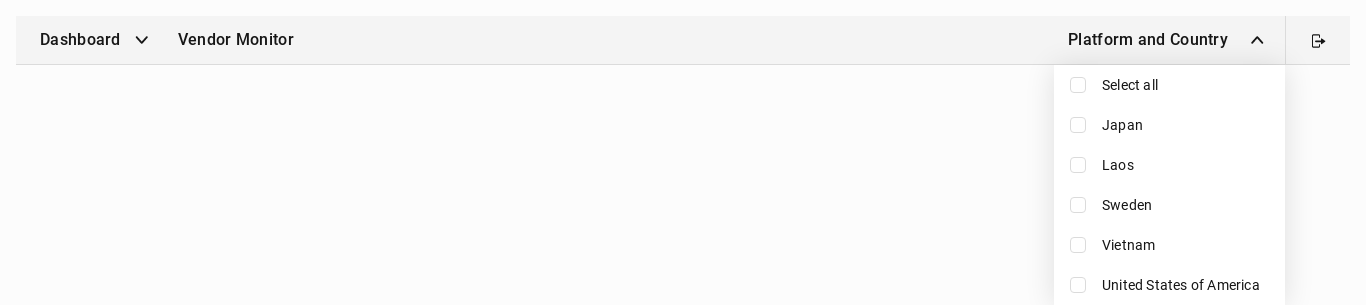 Dashboard Vendor Monitor Platform and Country
Select all
Japan
Laos
Sweden
Vietnam
United States of America